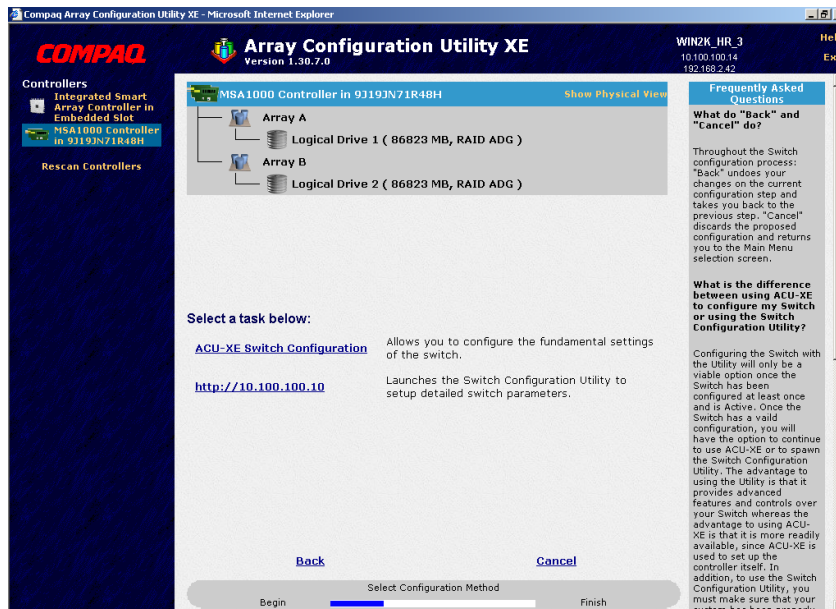 Compaq Array Configuration Utility XE - Microsoft Internet Explorer
COMPAQ
Array Configuration Utility XE
Version 1.30.7.0
WIN2K_HR_3
10.100.100.14
192.168.2.42
Controllers
Integrated Smart
Array Controller in
Embedded Slot
MSA1000 Controller
in 9J193N71R48H
Rescan Controllers
MSA1000 Controller in 9J193N71R48H
Show Physical View
Array A
Logical Drive 1 ( 86823 MB, RAID ADG )
Array B
Logical Drive 2 ( 86823 MB, RAID ADG )
Select a task below:
ACU-XE Switch Configuration
Allows you to configure the fundamental settings
of the switch.
http://10.100.100.10
Launches the Switch Configuration Utility to
setup detailed switch parameters.
Back
Cancel
Select Configuration Method
Begin
Finish
Frequently Asked
Questions
What do "Back" and
"Cancel" do?
Throughout the Switch
configuration process:
"Back" undoes your
changes on the current
configuration step and
takes you back to the
previous step. "Cancel"
discards the proposed
configuration and returns
you to the Main Menu
selection screen.
What is the difference
between using ACU-XE
to configure my Switch
or using the Switch
Configuration Utility?
Configuring the Switch with
the Utility will only be a
viable option once the
Switch has been
configured at least once
and is Active. Once the
Switch has a vaild
configuration, you will
have the option to continue
to use ACU-XE or to spawn
the Switch Configuration
Utility. The advantage to
using the Utility is that it
provides advanced
features and controls over
your Switch whereas the
advantage to using ACU-
XE is that it is more readily
available, since ACU-XE is
used to set up the
controller itself. In
addition, to use the Switch
Configuration Utility, you
must make sure that your